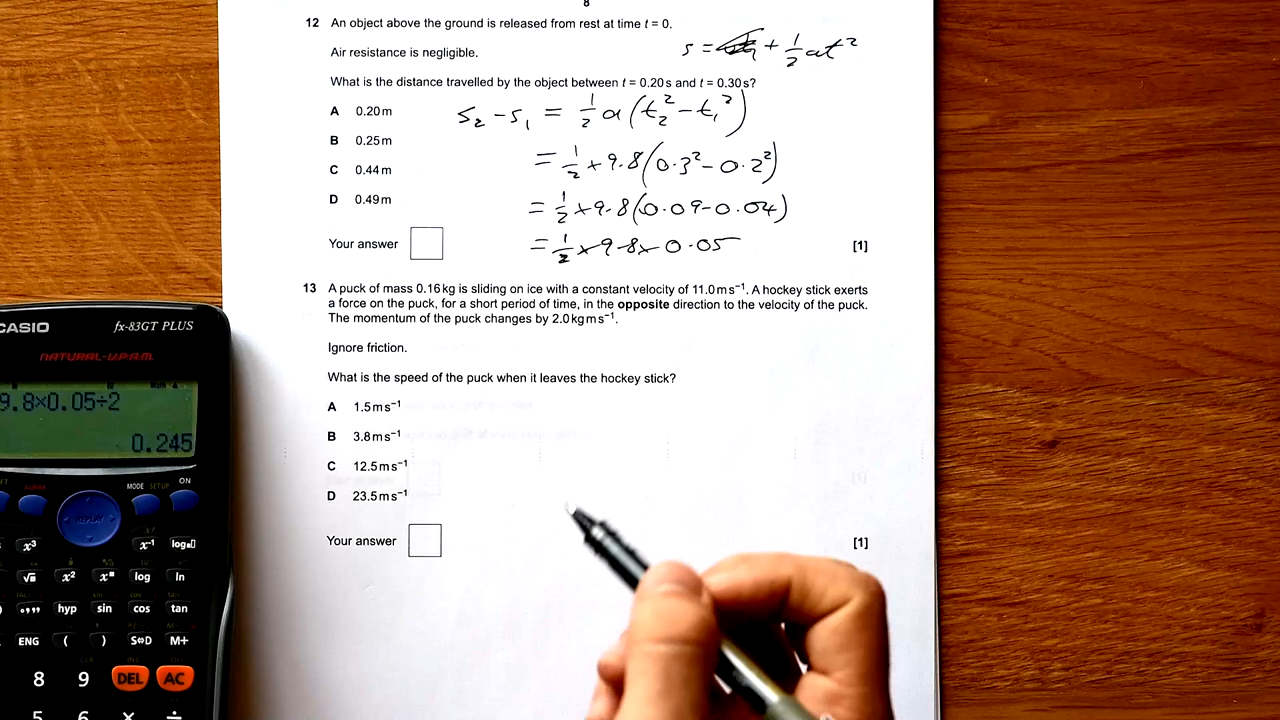 8
12 An object above the ground is released from rest at time t = 0.
s = + ½at²
Air resistance is negligible.
What is the distance travelled by the object between t = 0.20 s and t = 0.30 s?
A 0.20 m
s₂ – s₁ = ½a(t₂² – t₁²)
B 0.25 m
= ½ × 9.8(0.3² – 0.2²)
C 0.44 m
D 0.49 m
= ½ × 9.8(0.09 – 0.04)
Your answer
= ½ × 9.8 × 0.05
[1]
13 A puck of mass 0.16 kg is sliding on ice with a constant velocity of 11.0 m s⁻¹. A hockey stick exerts
a force on the puck, for a short period of time, in the opposite direction to the velocity of the puck.
The momentum of the puck changes by 2.0 kg m s⁻¹.
Ignore friction.
What is the speed of the puck when it leaves the hockey stick?
A 1.5 m s⁻¹
B 3.8 m s⁻¹
C 12.5 m s⁻¹
D 23.5 m s⁻¹
Your answer
[1]
CASIO fx-83GT PLUS
NATURAL-V.P.A.M.
9.8×0.05÷2
0.245
MODE SETUP ON
ALPHA
REPLAY
x³ x⁻¹ log
√ x² log ln
hyp sin cos tan
ENG ( ) S⇔D M+
8 9 DEL AC
5 6 × ÷